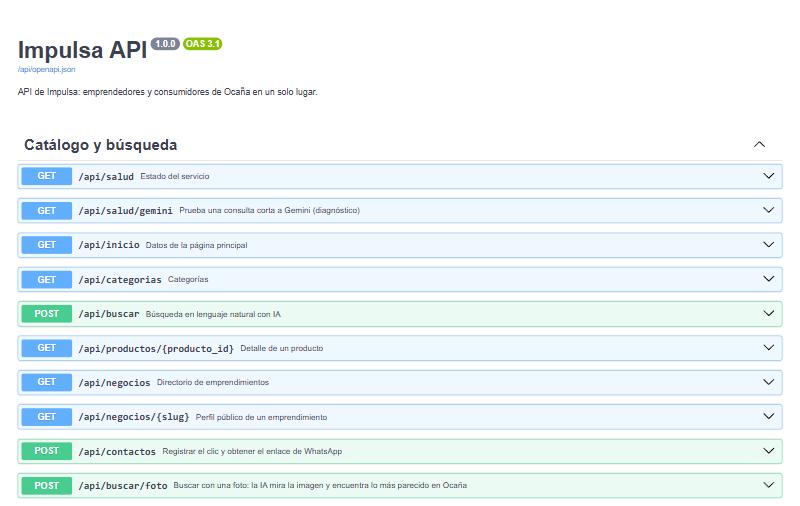 Impulsa API 1.0.0 OAS 3.1
/api/openapi.json
API de Impulsa: emprendedores y consumidores de Ocaña en un solo lugar.
Catálogo y búsqueda
GET /api/salud Estado del servicio
GET /api/salud/gemini Prueba una consulta corta a Gemini (diagnóstico)
GET /api/inicio Datos de la página principal
GET /api/categorias Categorías
POST /api/buscar Búsqueda en lenguaje natural con IA
GET /api/productos/{producto_id} Detalle de un producto
GET /api/negocios Directorio de emprendimientos
GET /api/negocios/{slug} Perfil público de un emprendimiento
POST /api/contactos Registrar el clic y obtener el enlace de WhatsApp
POST /api/buscar/foto Buscar con una foto: la IA mira la imagen y encuentra lo más parecido en Ocaña